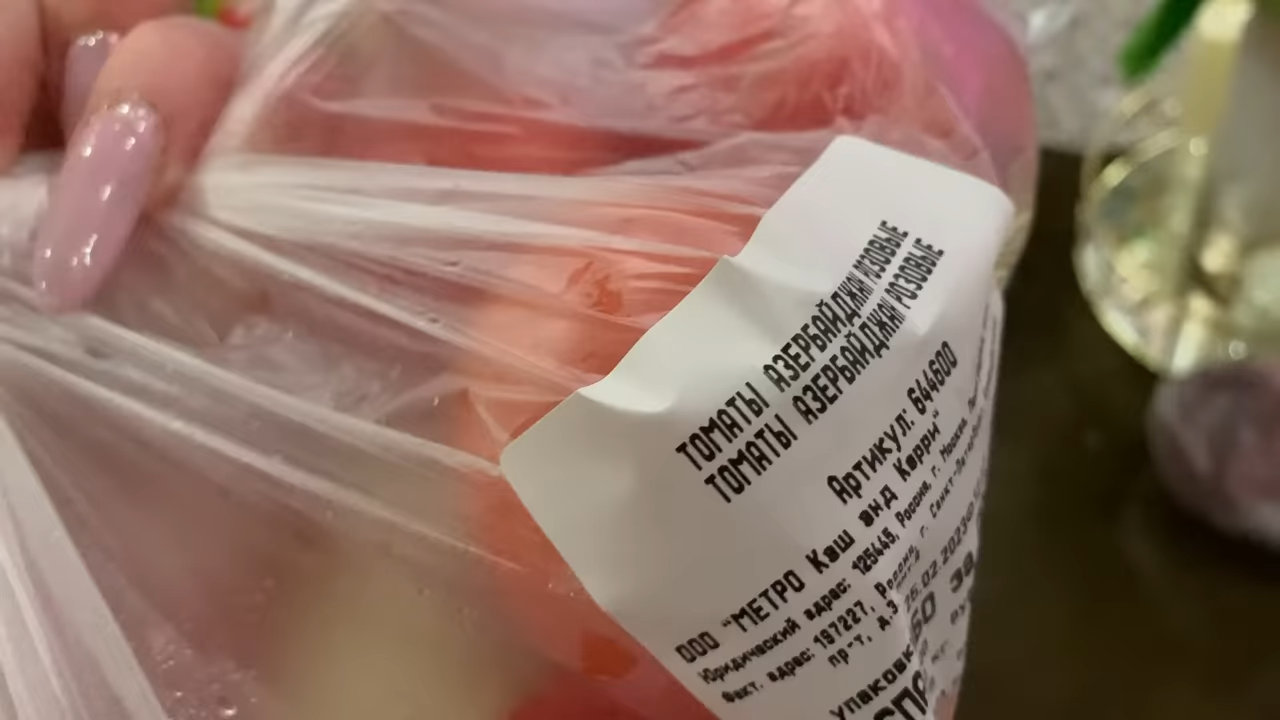 ТОМАТЫ АЗЕРБАЙДЖАН РОЗОВЫЕ
ТОМАТЫ АЗЕРБАЙДЖАН РОЗОВЫЕ
Артикул: 644600
ООО "МЕТРО Кэш энд Керри"
Юридический адрес: 125445, Россия, г. Москва,
Факт. адрес: 197227, Россия, г. Санкт-Петербург
пр-т, д.3
упаковк